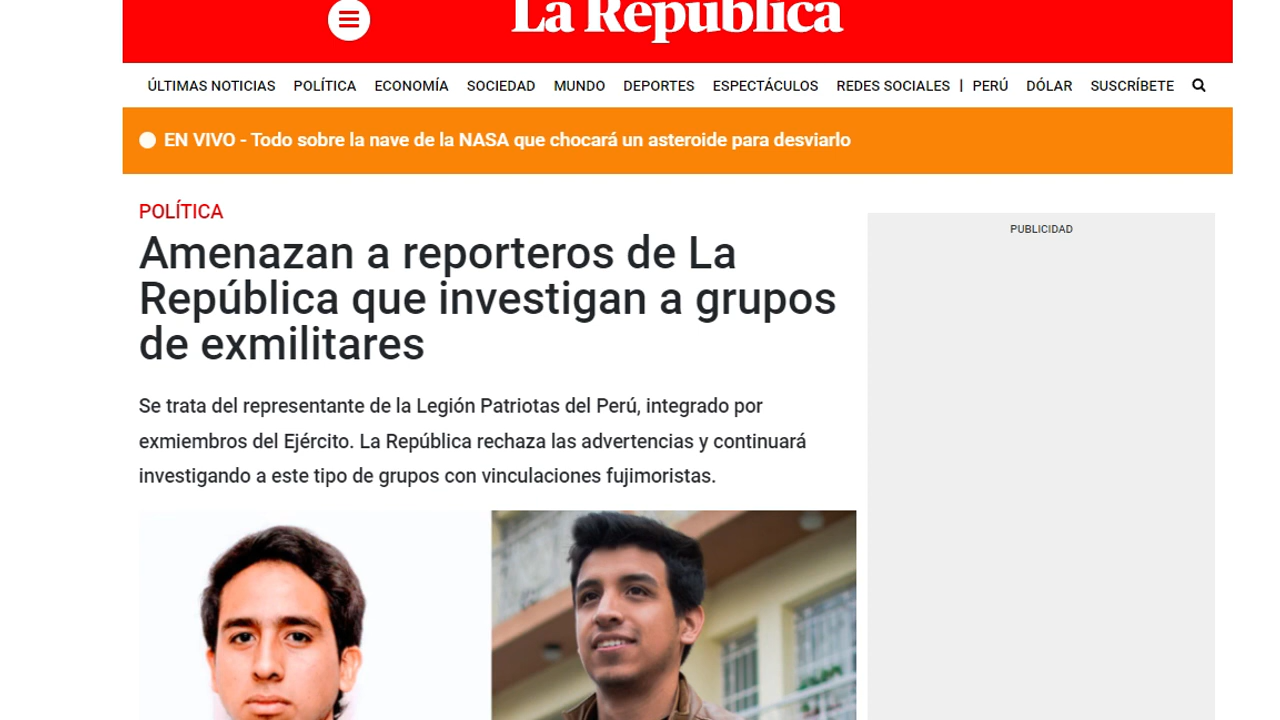 La República
ÚLTIMAS NOTICIAS POLÍTICA ECONOMÍA SOCIEDAD MUNDO DEPORTES ESPECTÁCULOS REDES SOCIALES | PERÚ DÓLAR SUSCRÍBETE
EN VIVO - Todo sobre la nave de la NASA que chocará un asteroide para desviarlo
POLÍTICA
Amenazan a reporteros de La
República que investigan a grupos
de exmilitares
Se trata del representante de la Legión Patriotas del Perú, integrado por
exmiembros del Ejército. La República rechaza las advertencias y continuará
investigando a este tipo de grupos con vinculaciones fujimoristas.
PUBLICIDAD